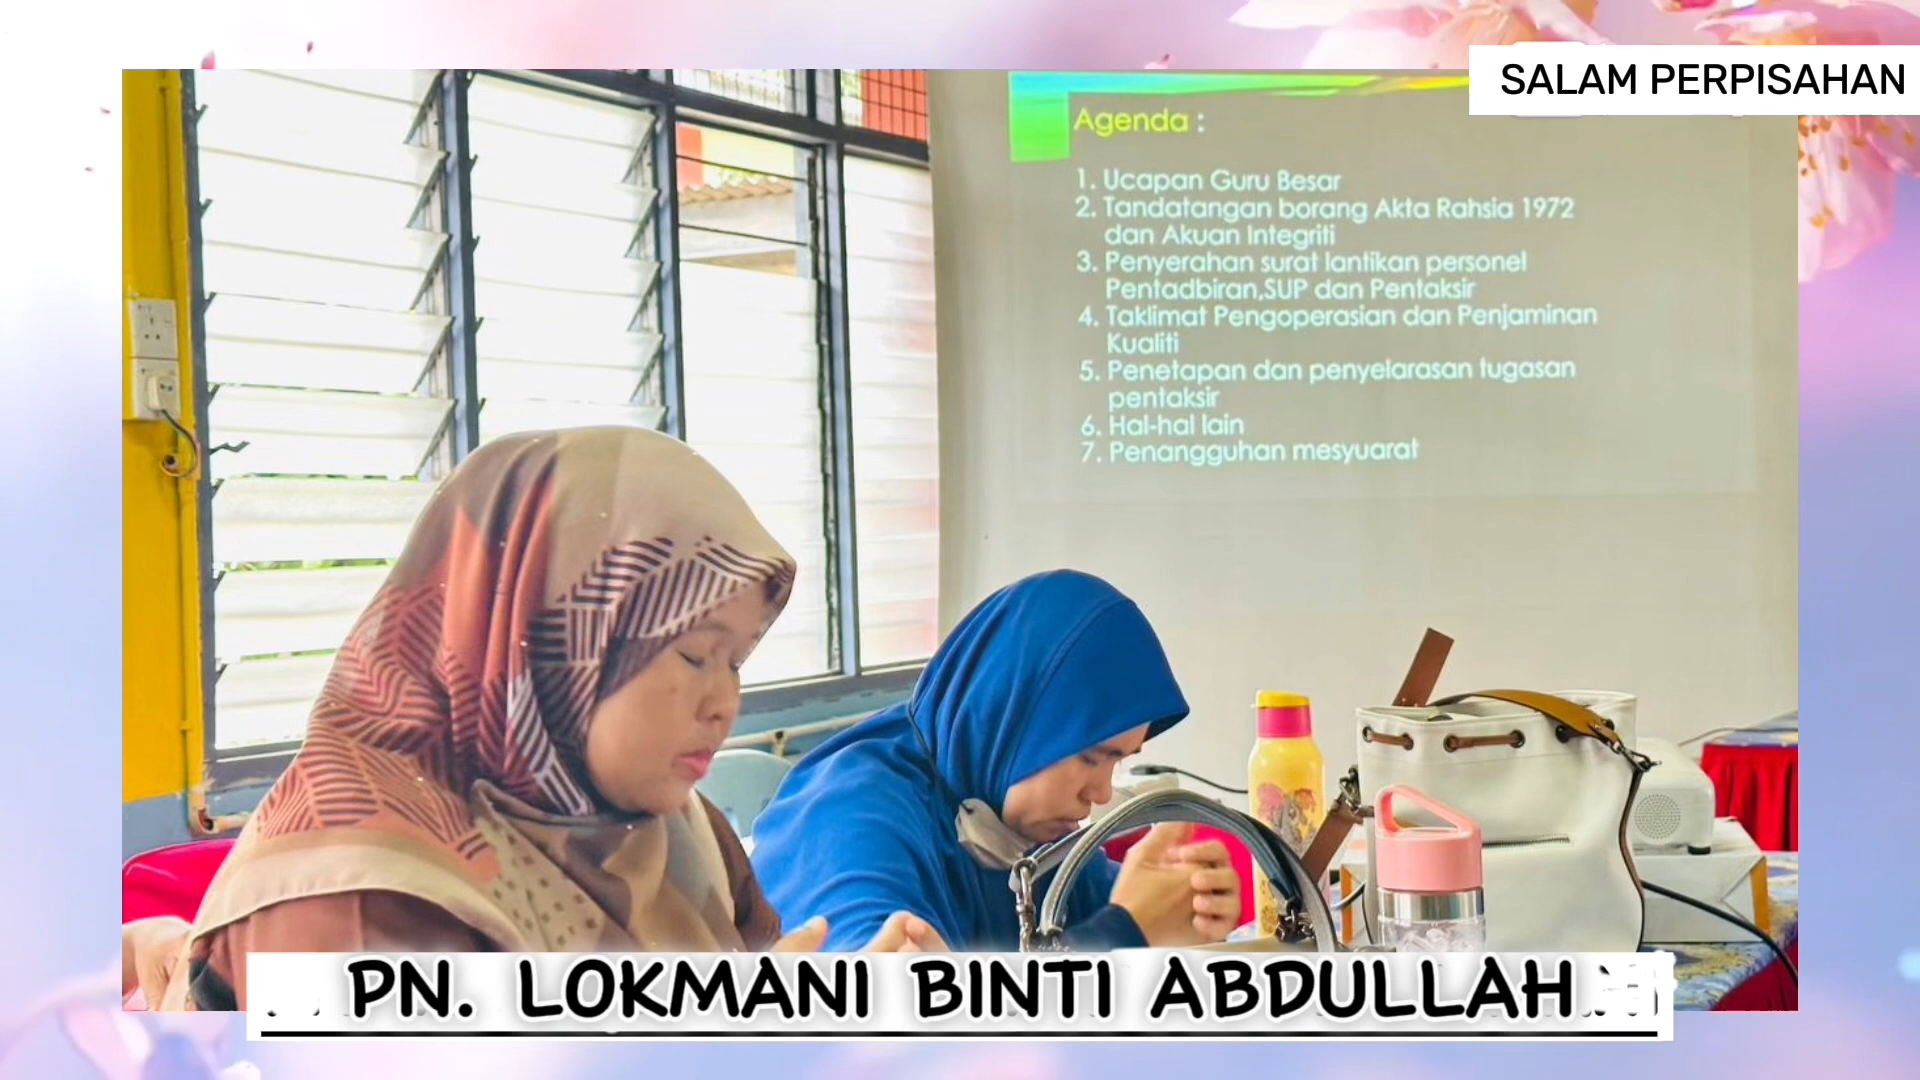 SALAM PERPISAHAN
Agenda :
1. Ucapan Guru Besar
2. Tandatangan borang Akta Rahsia 1972
dan Akuan Integriti
3. Penyerahan surat lantikan personel
Pentadbiran,SUP dan Pentaksir
4. Taklimat Pengoperasian dan Penjaminan
Kualiti
5. Penetapan dan penyelarasan tugasan
pentaksir
6. Hal-hal lain
7. Penangguhan mesyuarat
PN. LOKMANI BINTI ABDULLAH